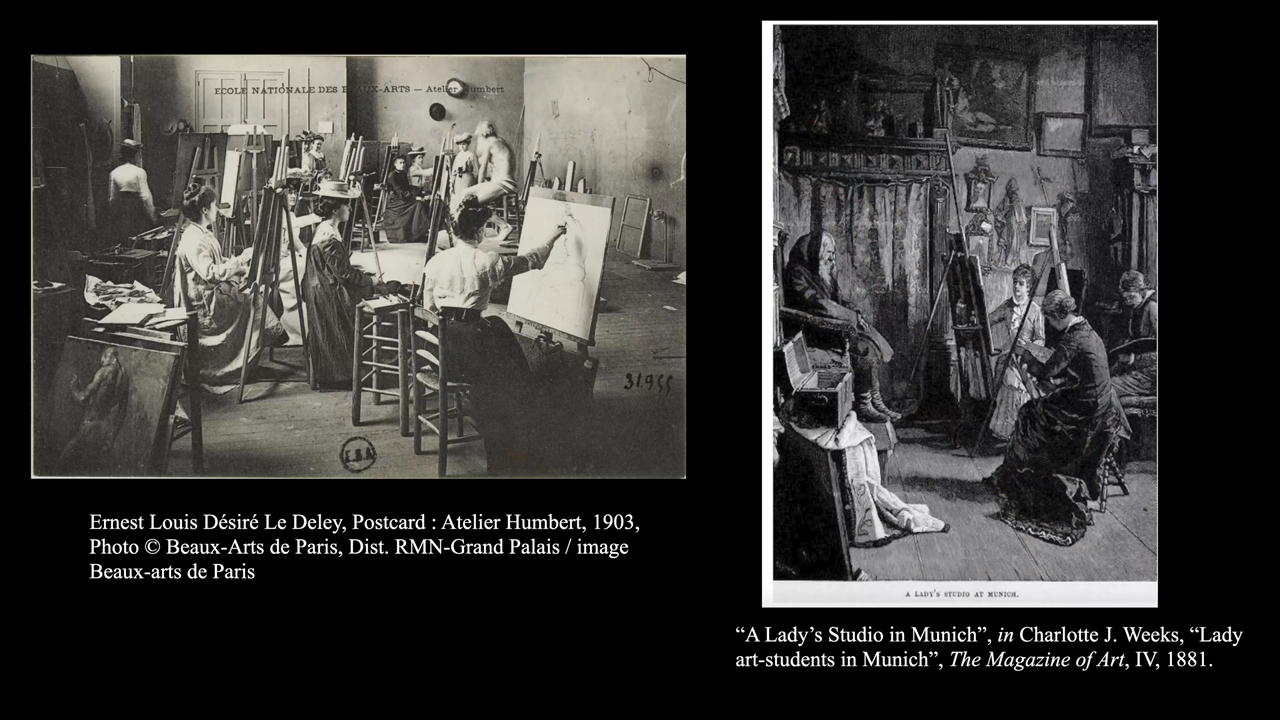 ECOLE NATIONALE DES BEAUX-ARTS — Atelier Humbert
31955
E.B.A
Ernest Louis Désiré Le Deley, Postcard : Atelier Humbert, 1903,
Photo © Beaux-Arts de Paris, Dist. RMN-Grand Palais / image
Beaux-arts de Paris
A LADY'S STUDIO AT MUNICH.
“A Lady’s Studio in Munich”, in Charlotte J. Weeks, “Lady
art-students in Munich”, The Magazine of Art, IV, 1881.